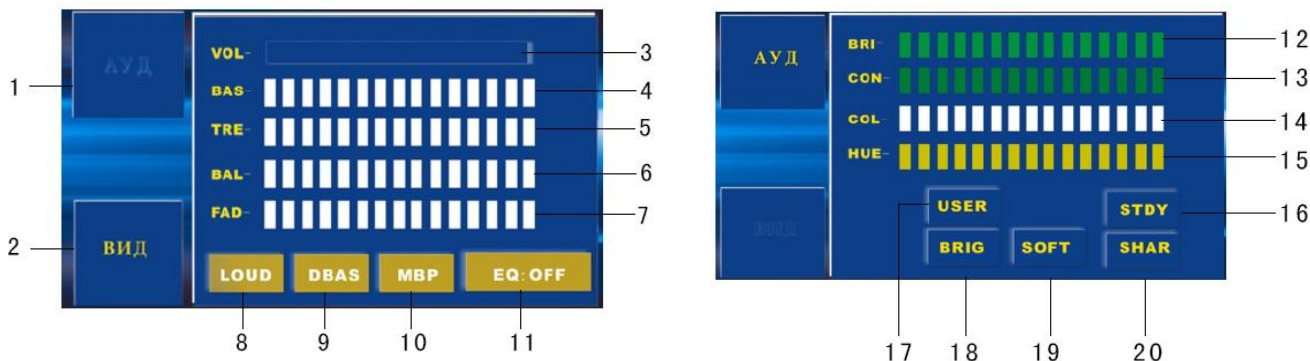 АУД
VOL-
3
1
BAS-
4
TRE-
5
BAL-
6
FAD-
7
2
ВИД
LOUD
DBAS
MBP
EQ:OFF
8
9
10
11
АУД
BRI-
12
CON-
13
COL-
14
HUE-
15
ВИД
USER
STDY
16
BRIG
SOFT
SHAR
17
18
19
20